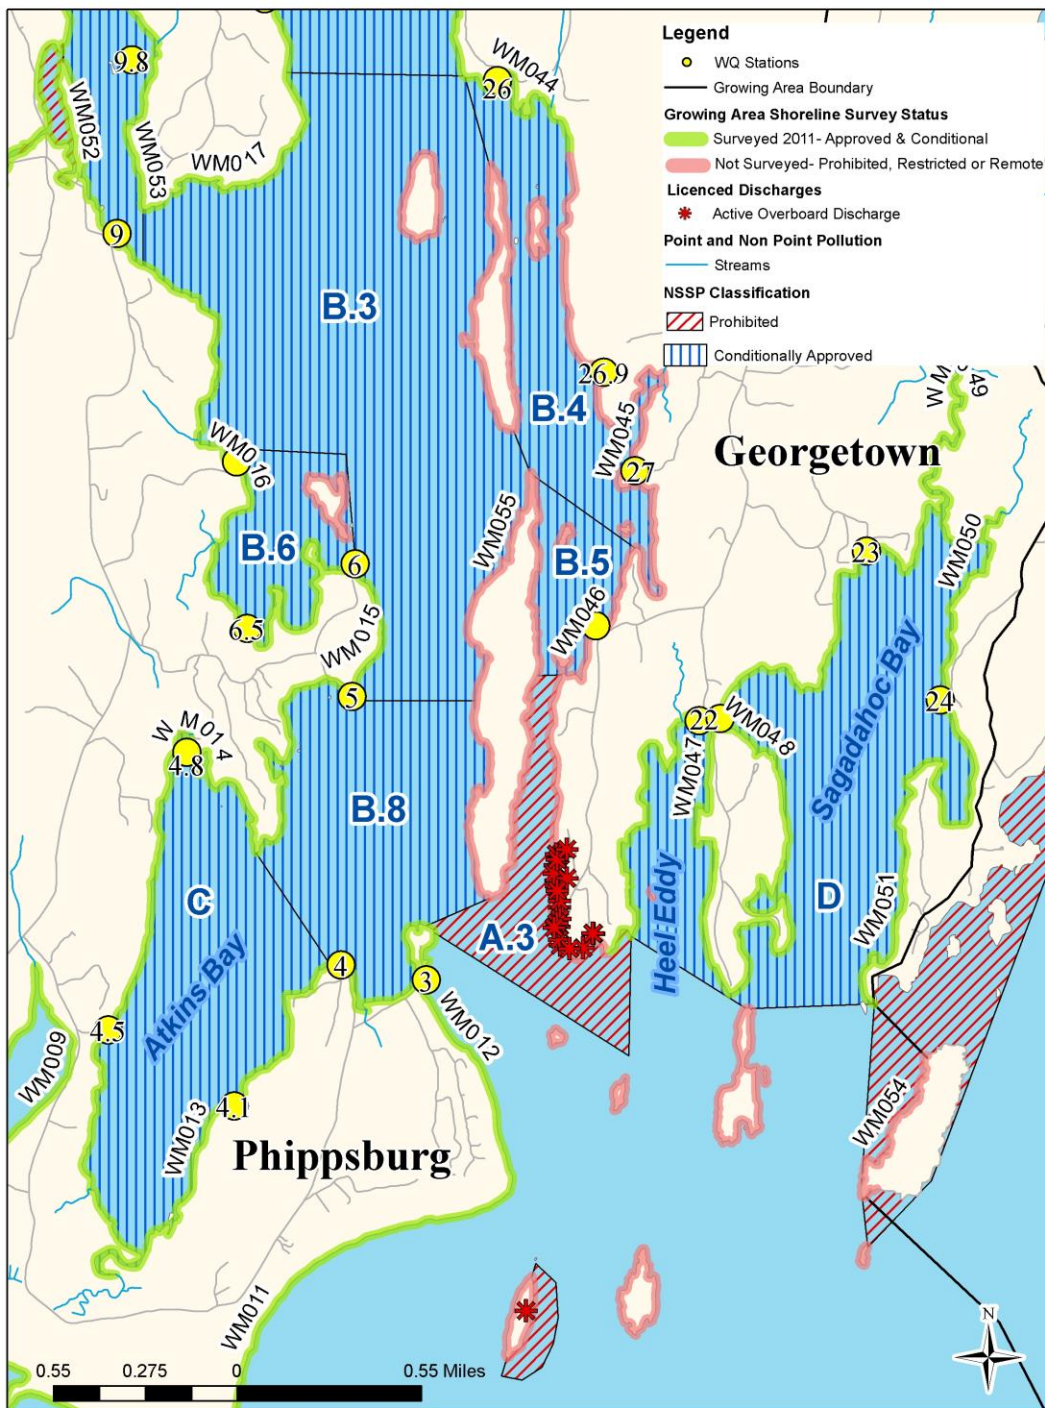 Legend
WQ Stations
Growing Area Boundary
Growing Area Shoreline Survey Status
Surveyed 2011- Approved & Conditional
Not Surveyed- Prohibited, Restricted or Remote
Licenced Discharges
Active Overboard Discharge
Point and Non Point Pollution
Streams
NSSP Classification
Prohibited
Conditionally Approved
9.8
26
WM044
WM052
WM053
WM017
9
B.3
26.9
B.4
WM045
Georgetown
WM016
27
WM055
B.6
6
B.5
23
WM050
6.5
WM015
WM046
5
Sagadahoc Bay
24
WM014
4.8
22
WM048
WM047
B.8
C
Heel Eddy
D
WM051
A.3
Atkins Bay
4
3
WM012
4.5
WM009
WM013
4.1
WM054
Phippsburg
WM011
N
0.55 0.275 0 0.55 Miles